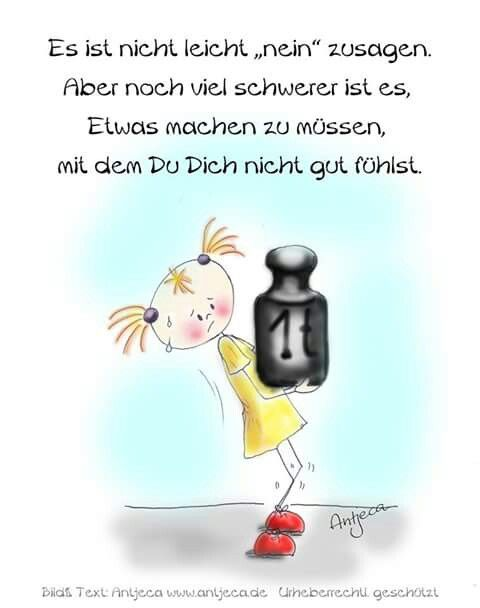 Es ist nicht leicht „nein“ zusagen.
Aber noch viel schwerer ist es,
Etwas machen zu müssen,
mit dem Du Dich nicht gut fühlst.
1t
Antjeca
Bild& Text: Antjeca www.antjeca.de Urheberrechtl. geschützt